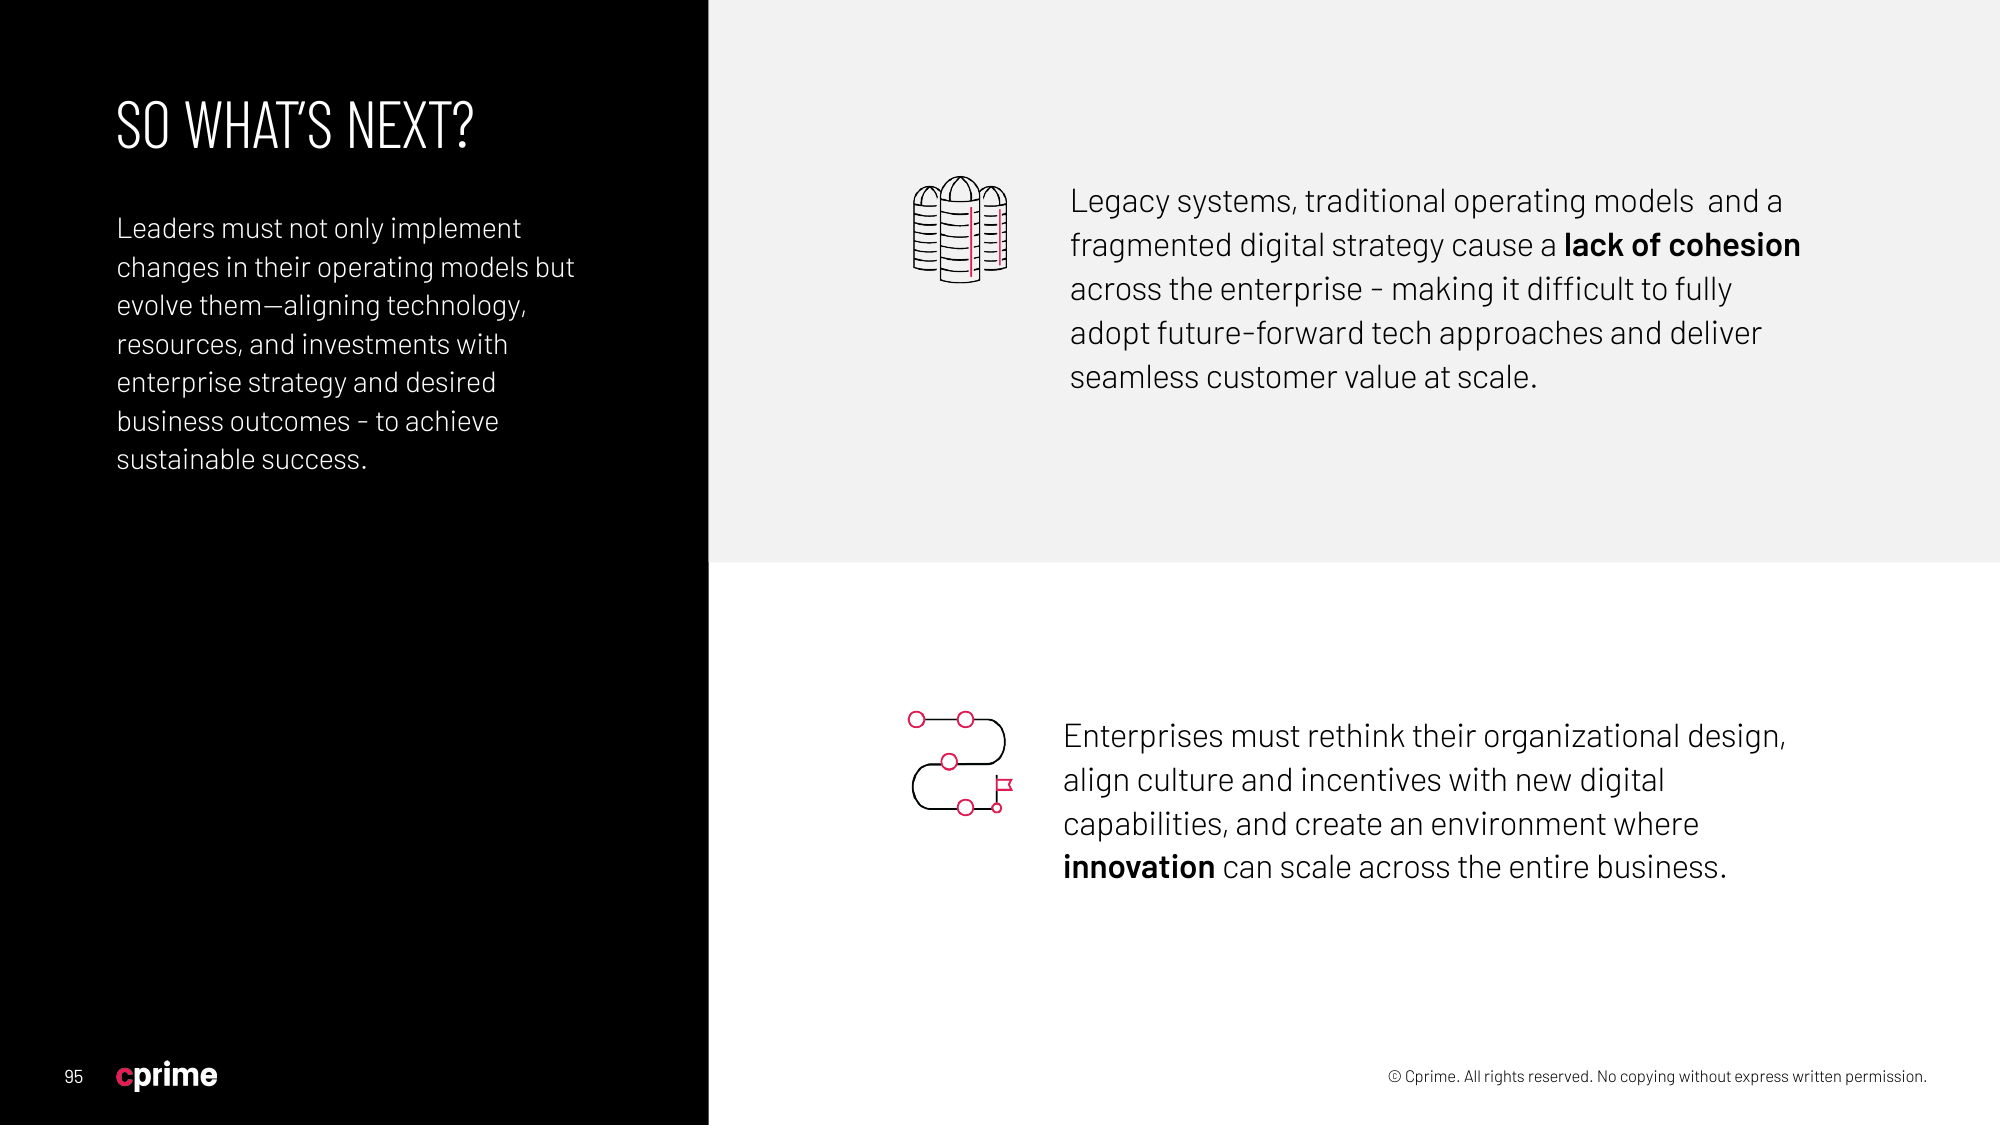 SO WHAT’S NEXT?
Leaders must not only implement
changes in their operating models but
evolve them—aligning technology,
resources, and investments with
enterprise strategy and desired
business outcomes - to achieve
sustainable success.
Legacy systems, traditional operating models  and a
fragmented digital strategy cause a lack of cohesion
across the enterprise - making it difficult to fully
adopt future-forward tech approaches and deliver
seamless customer value at scale.
Enterprises must rethink their organizational design,
align culture and incentives with new digital
capabilities, and create an environment where
innovation can scale across the entire business.
95
cprime
© Cprime. All rights reserved. No copying without express written permission.